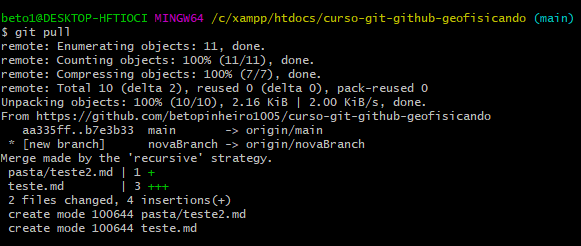 beto1@DESKTOP-HFTIOCI MINGW64 /c/xampp/htdocs/curso-git-github-geofisicando (main)
$ git pull
remote: Enumerating objects: 11, done.
remote: Counting objects: 100% (11/11), done.
remote: Compressing objects: 100% (7/7), done.
remote: Total 10 (delta 2), reused 0 (delta 0), pack-reused 0
Unpacking objects: 100% (10/10), 2.16 KiB | 2.00 KiB/s, done.
From https://github.com/betopinheiro1005/curso-git-github-geofisicando
   aa335ff..b7e3b33  main       -> origin/main
 * [new branch]      novaBranch -> origin/novaBranch
Merge made by the 'recursive' strategy.
 pasta/teste2.md | 1 +
 teste.md        | 3 +++
 2 files changed, 4 insertions(+)
 create mode 100644 pasta/teste2.md
 create mode 100644 teste.md